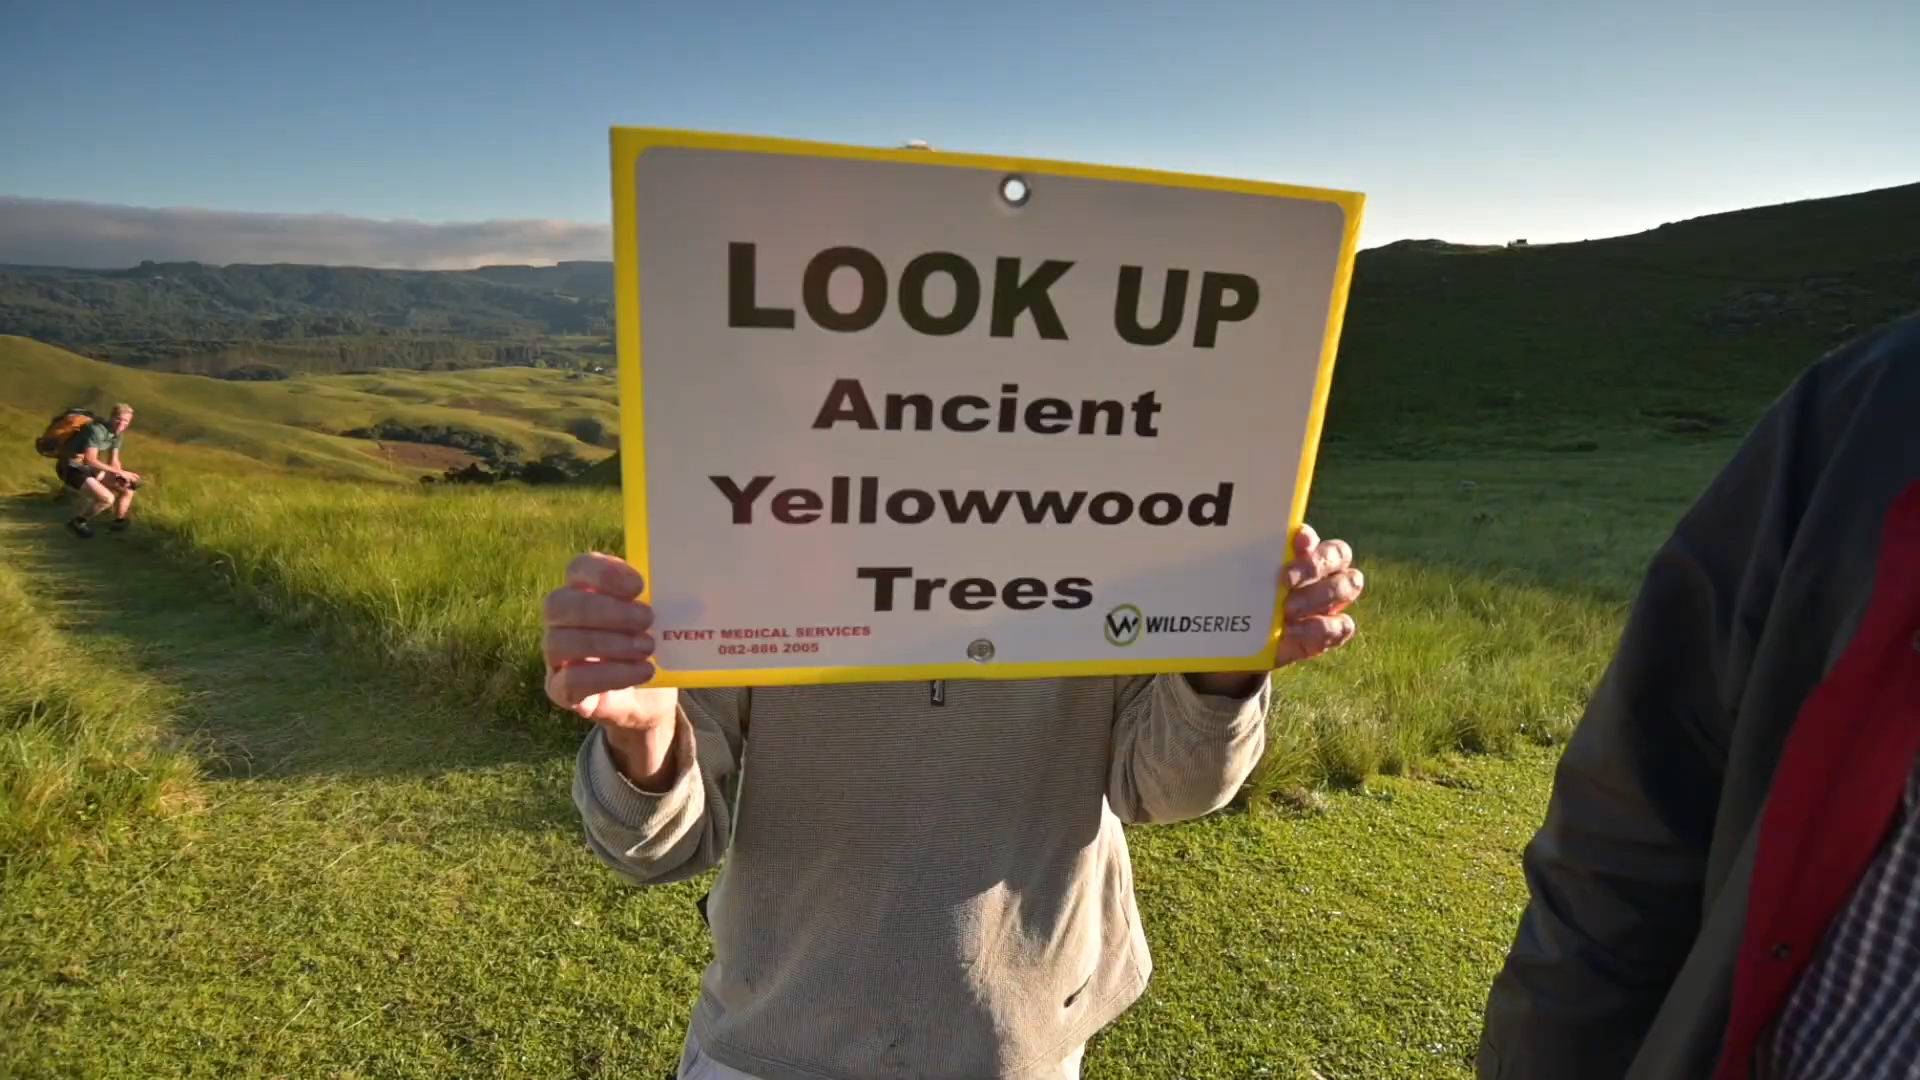 LOOK UP
Ancient
Yellowwood
Trees
EVENT MEDICAL SERVICES
082-886 2005
W WILDSERIES